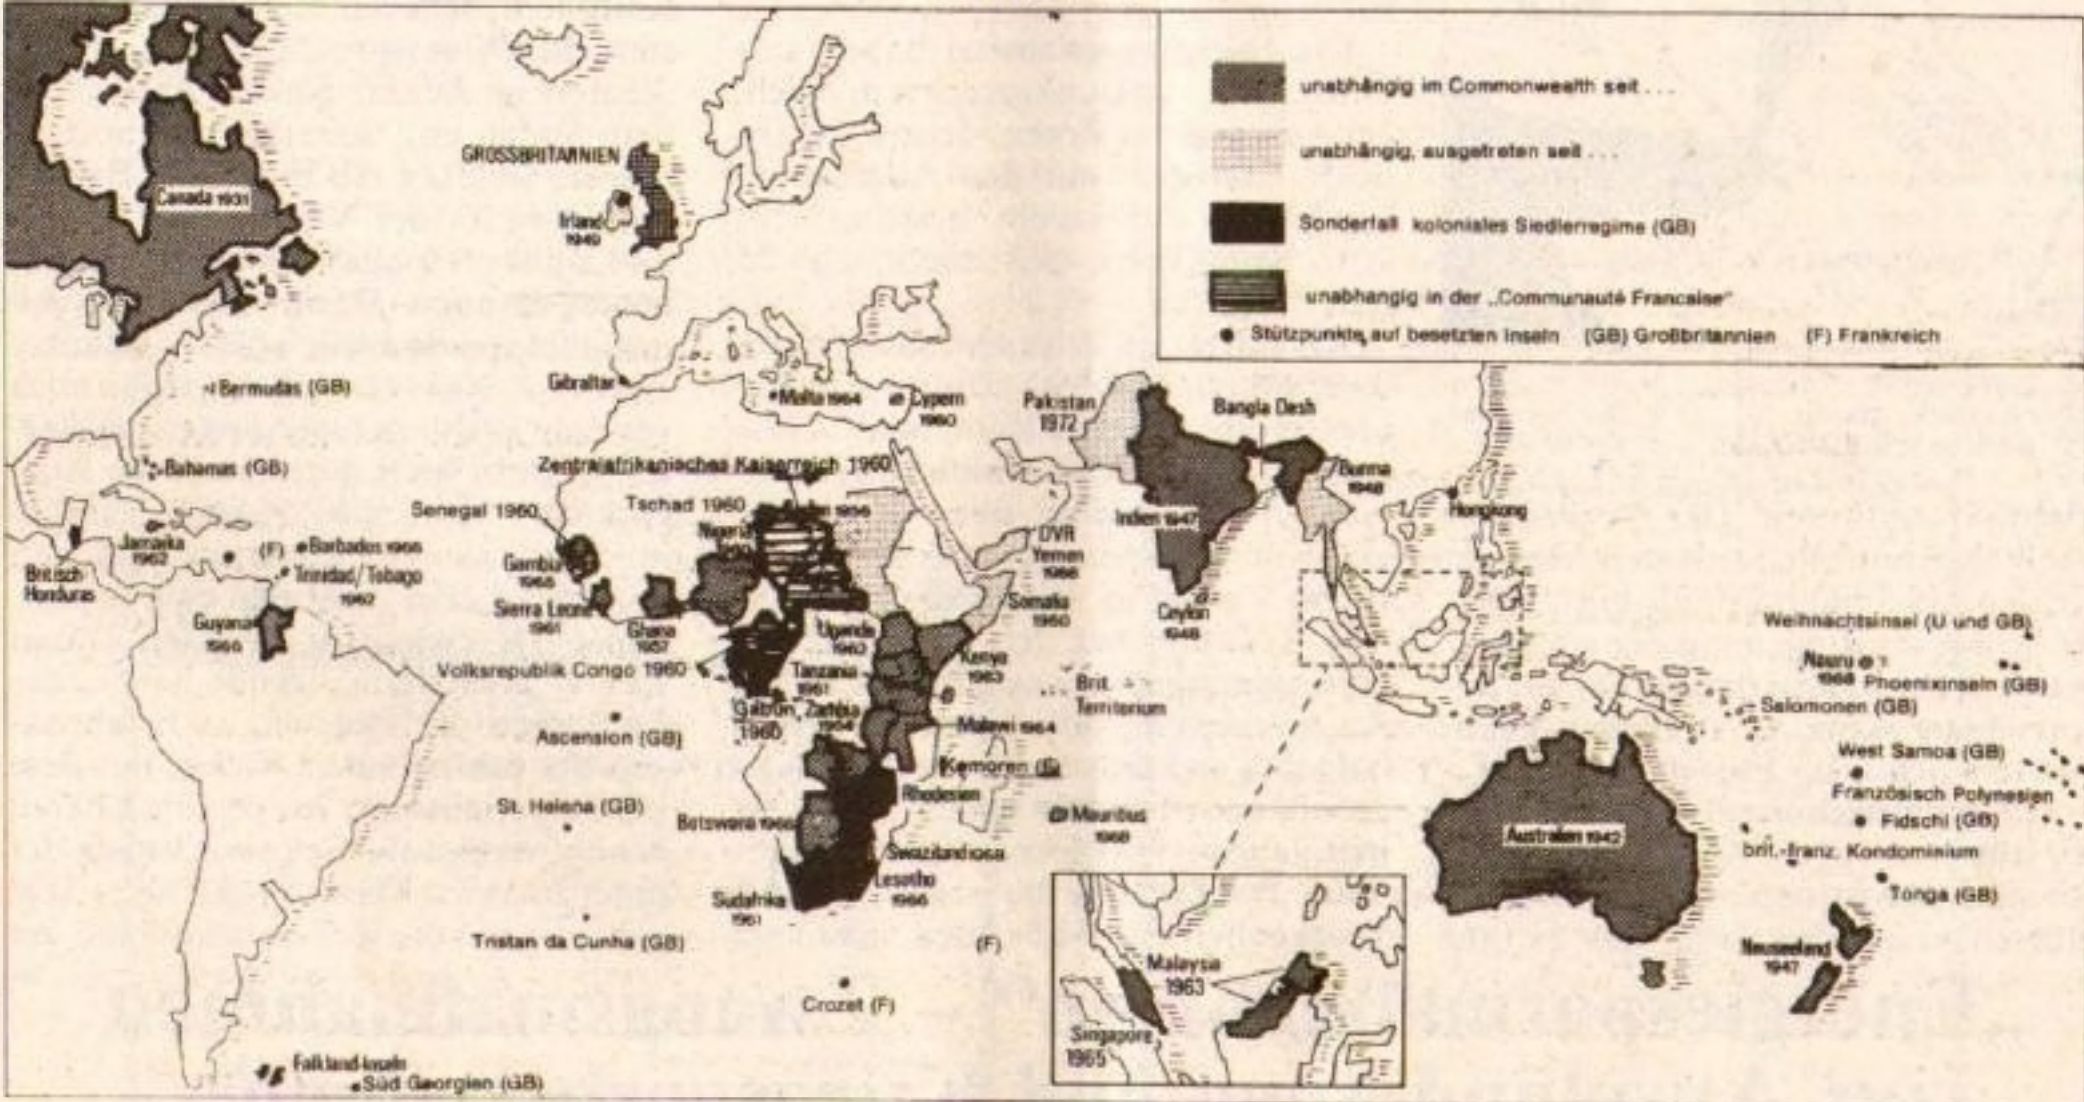 unabhängig im Commonwealth seit . . .
unabhängig, ausgetreten seit . . .
Sonderfall koloniales Siedlerregime (GB)
unabhangig in der „Communauté Francaise"
Stützpunkte auf besetzten Inseln (GB) Großbritannien (F) Frankreich
Canada 1931
GROSSBRITANNIEN
Irland
1949
Bermudas (GB)
Gibraltar
Malta 1964
Cypern
1960
Bahamas (GB)
Jamaika
1962
(F)
Barbados 1966
Trinidad/Tobago
1962
Britisch
Honduras
Guyana
1966
Zentralafrikanisches Kaiserreich 1960
Senegal 1960
Tschad 1960
1956
Nigeria
Gambia
1965
Sierra Leone
1961
Ghana
1957
Volksrepublik Congo 1960
Gabun
1960
Uganda
1962
Tanzania
1961
Zambia
1964
Kenya
1963
Malawi 1964
Somalia
1960
DVR
Yemen
1966
Brit.
Territorium
Komoren (F)
Rhodesien
Mauritius
1968
Botswana 1966
Swaziland 1968
Lesotho
1966
Südafrika
1961
Ascension (GB)
St. Helena (GB)
Tristan da Cunha (GB)
(F)
Crozet (F)
Falkland-Inseln
Süd Georgien (GB)
Pakistan
1972
Bangla Desh
Indien 1947
Burma
1948
Hongkong
Ceylon
1948
Malaysia
1963
Singapore
1965
Weihnachtsinsel (U und GB)
Nauru
1968
Phoenixinseln (GB)
Salomonen (GB)
West Samoa (GB)
Französisch Polynesien
Fidschi (GB)
brit.-franz. Kondominium
Tonga (GB)
Australien 1942
Neuseeland
1947